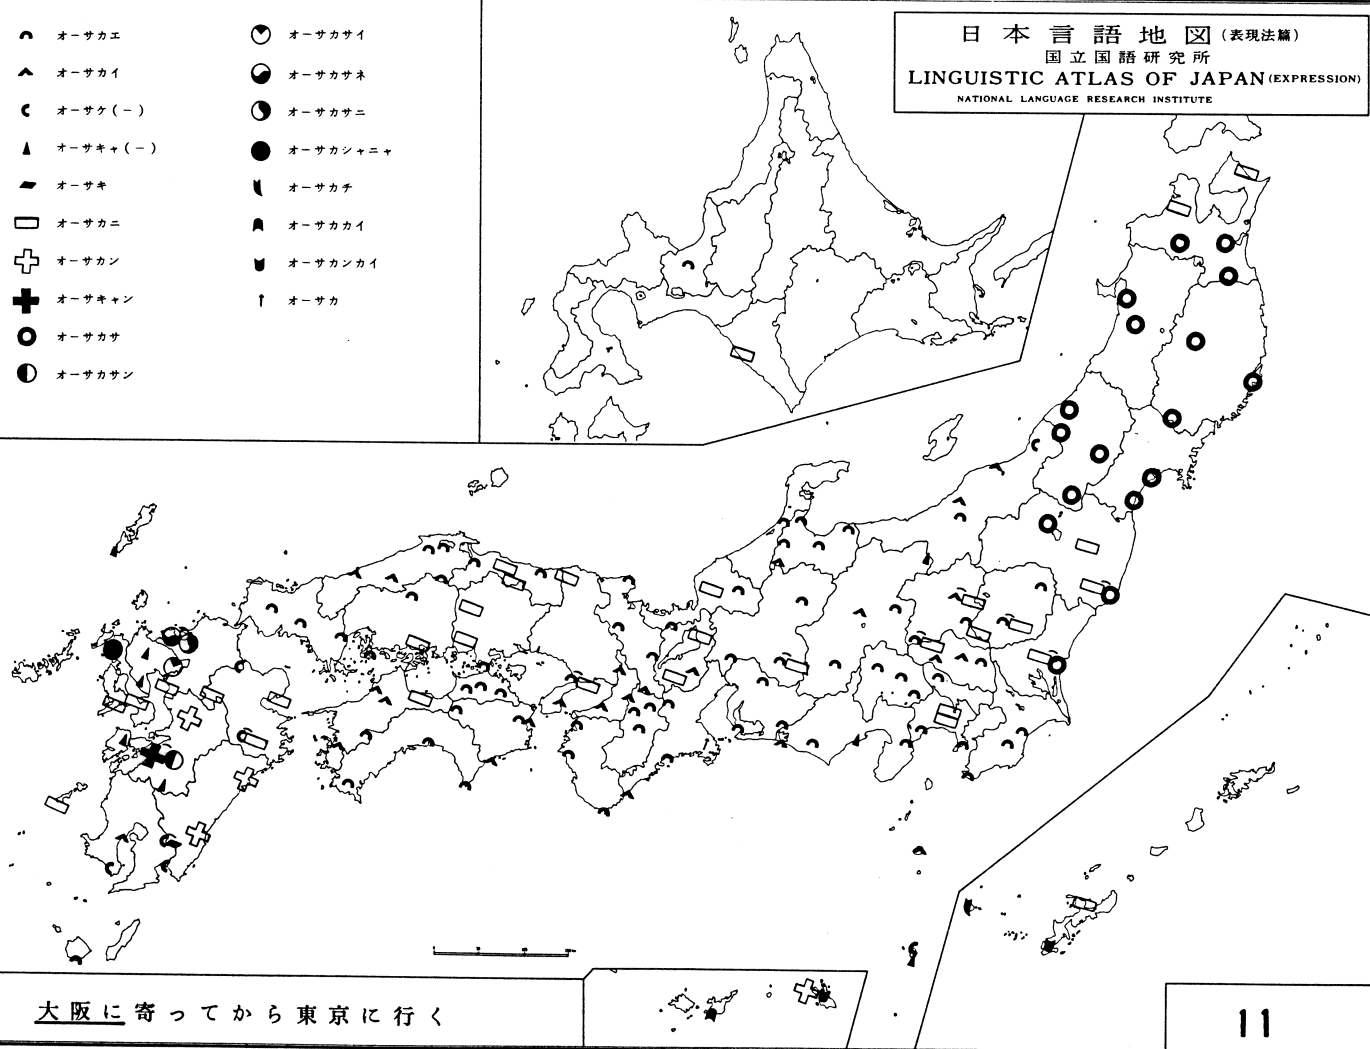 オーサカエ
オーサカイ
オーサケ(ー)
オーサキャ(ー)
オーサキ
オーサカニ
オーサカン
オーサキャン
オーサカサ
オーサカサン
オーサカサイ
オーサカサネ
オーサカサニ
オーサカシャニャ
オーサカチ
オーサカカイ
オーサカンカイ
オーサカ
日本言語地図(表現法篇)
国立国語研究所
LINGUISTIC ATLAS OF JAPAN (EXPRESSION)
NATIONAL LANGUAGE RESEARCH INSTITUTE
大阪に寄ってから東京に行く
11